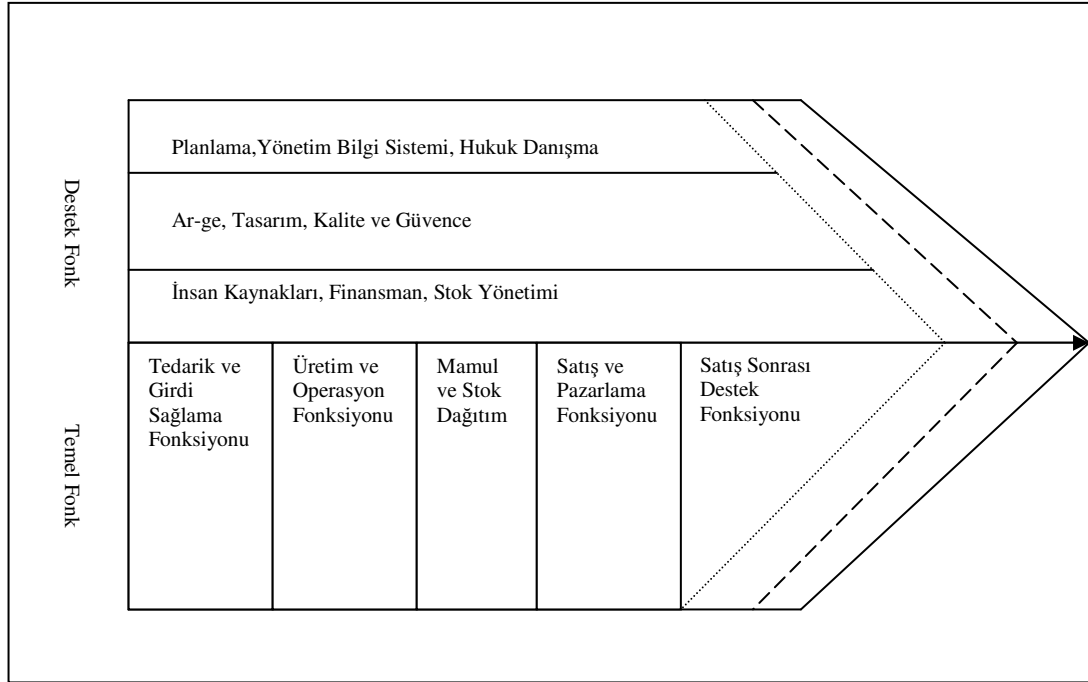 Destek Fonk
Planlama,Yönetim Bilgi Sistemi, Hukuk Danışma
Ar-ge, Tasarım, Kalite ve Güvence
İnsan Kaynakları, Finansman, Stok Yönetimi
Temel Fonk
Tedarik ve
Girdi
Sağlama
Fonksiyonu
Üretim ve
Operasyon
Fonksiyonu
Mamul
ve Stok
Dağıtım
Satış ve
Pazarlama
Fonksiyonu
Satış Sonrası
Destek
Fonksiyonu